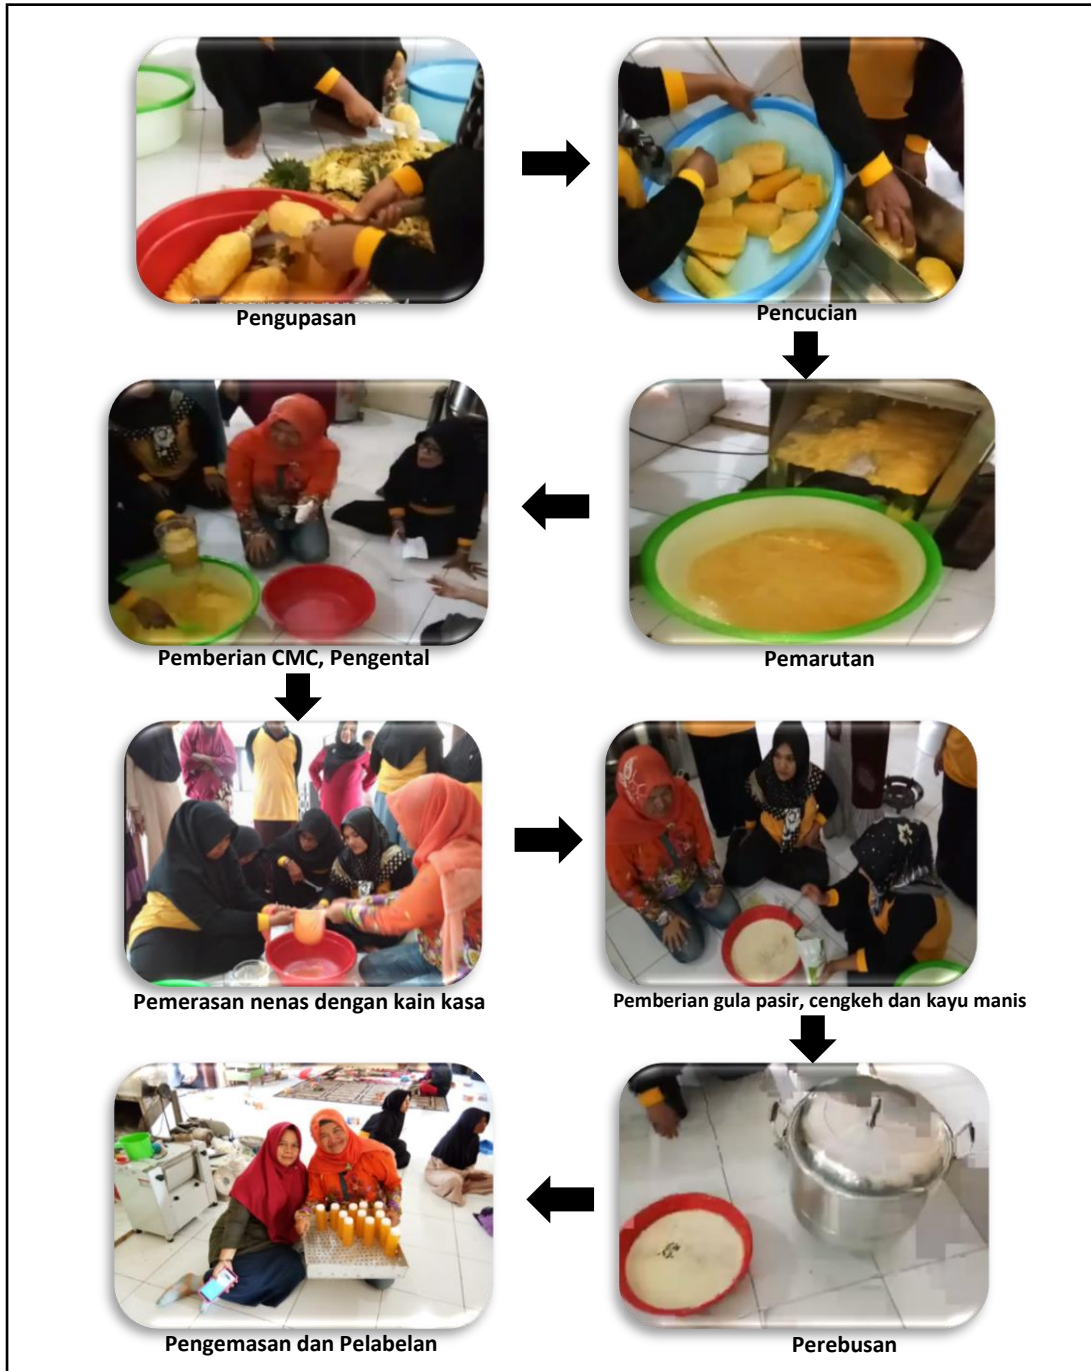 Pengupasan
Pencucian
Pemarutan
Pemberian CMC, Pengental
Pemerasan nenas dengan kain kasa
Pemberian gula pasir, cengkeh dan kayu manis
Perebusan
Pengemasan dan Pelabelan